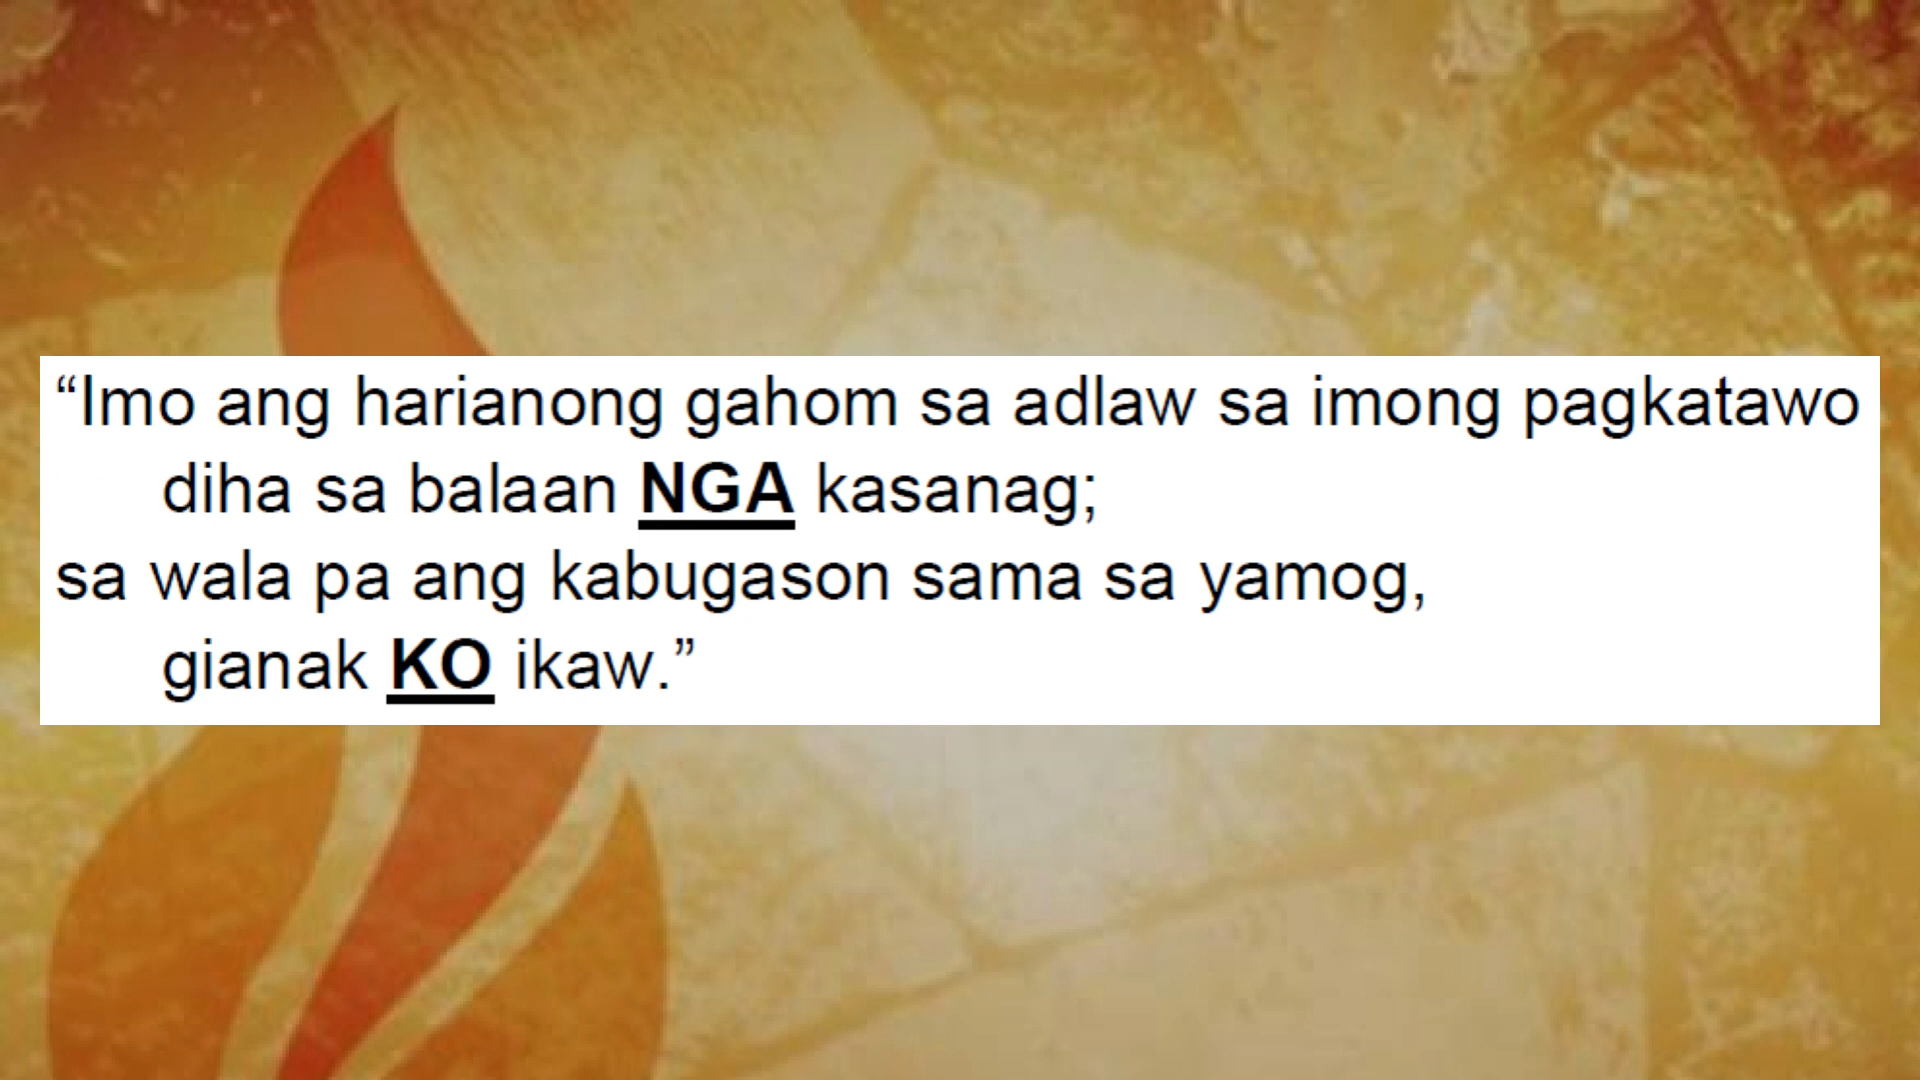 “Imo ang harianong gahom sa adlaw sa imong pagkatawo
diha sa balaan NGA kasanag;
sa wala pa ang kabugason sama sa yamog,
gianak KO ikaw.”